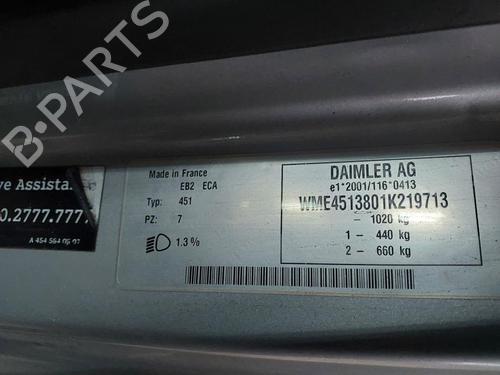 B-PARTS
ve Assista
0.2777.777
A 454 584 06 07
Made in France
EB2 ECA
Typ: 451
PZ: 7
1.3%
DAIMLER AG
e1*2001/116*0413
WME4513801K219713
– 1020 kg
1 – 440 kg
2 – 660 kg